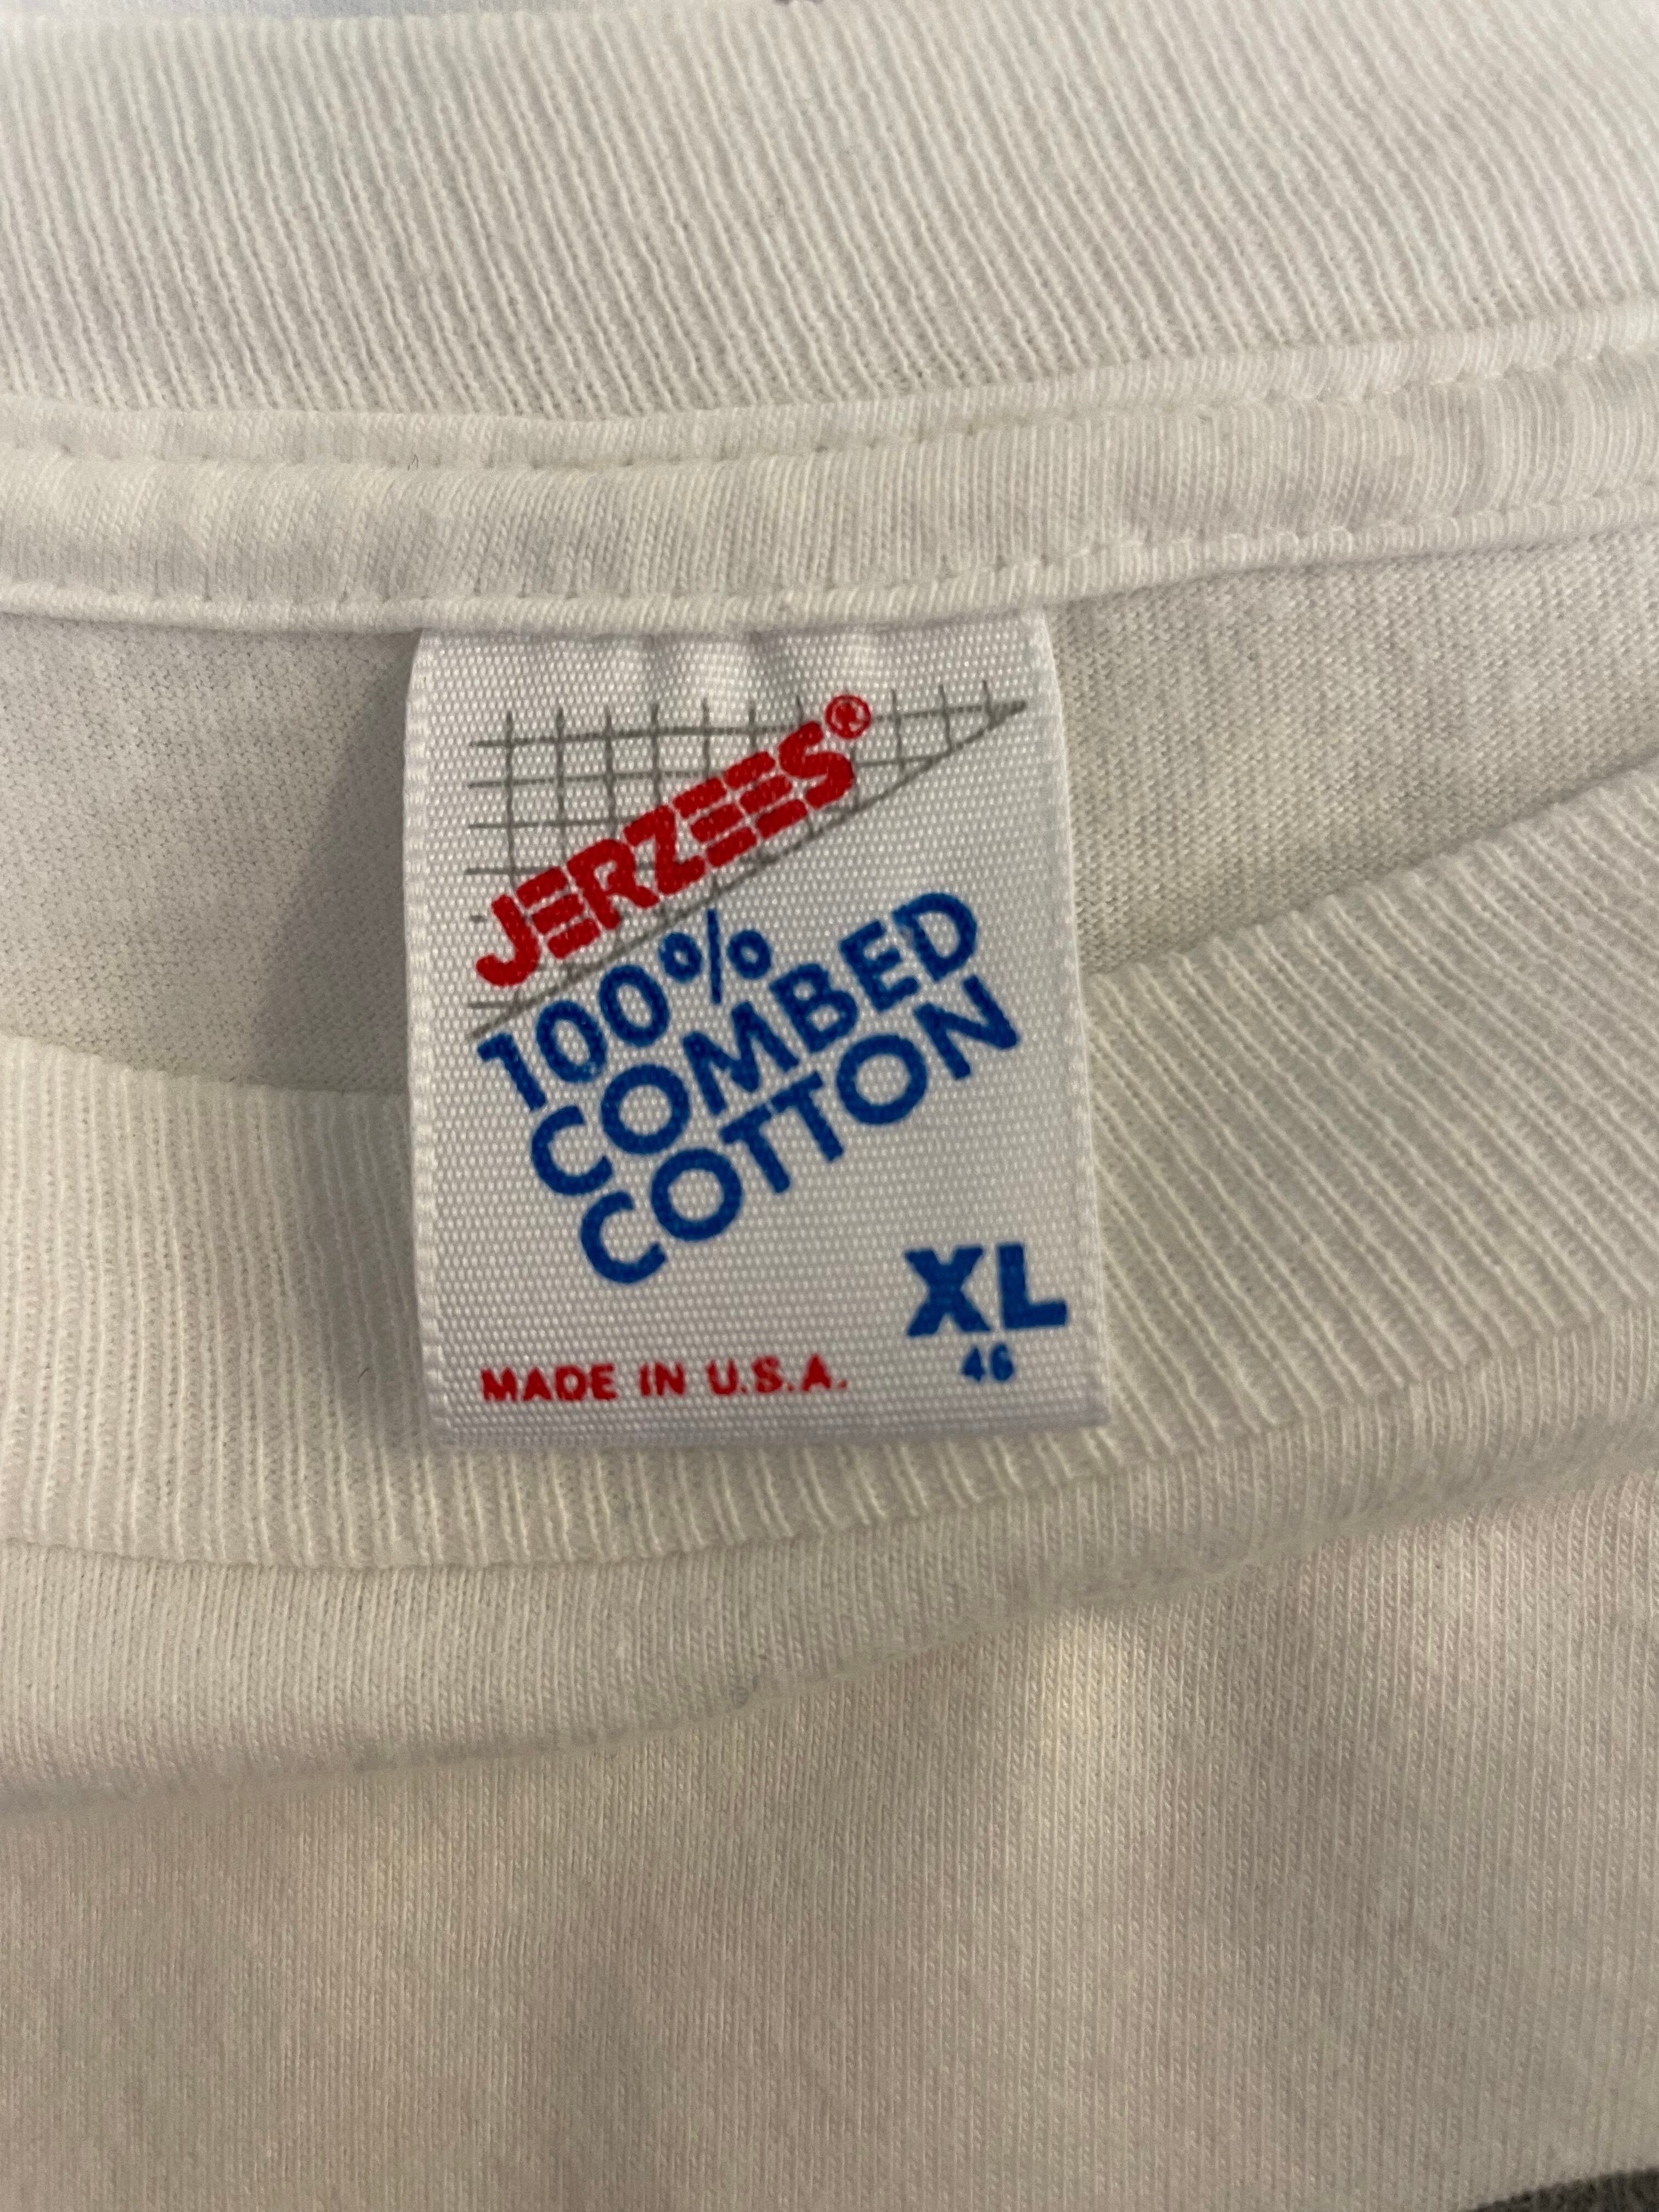 JERZEES®
100%
COMBED
COTTON
XL
46
MADE IN U.S.A.